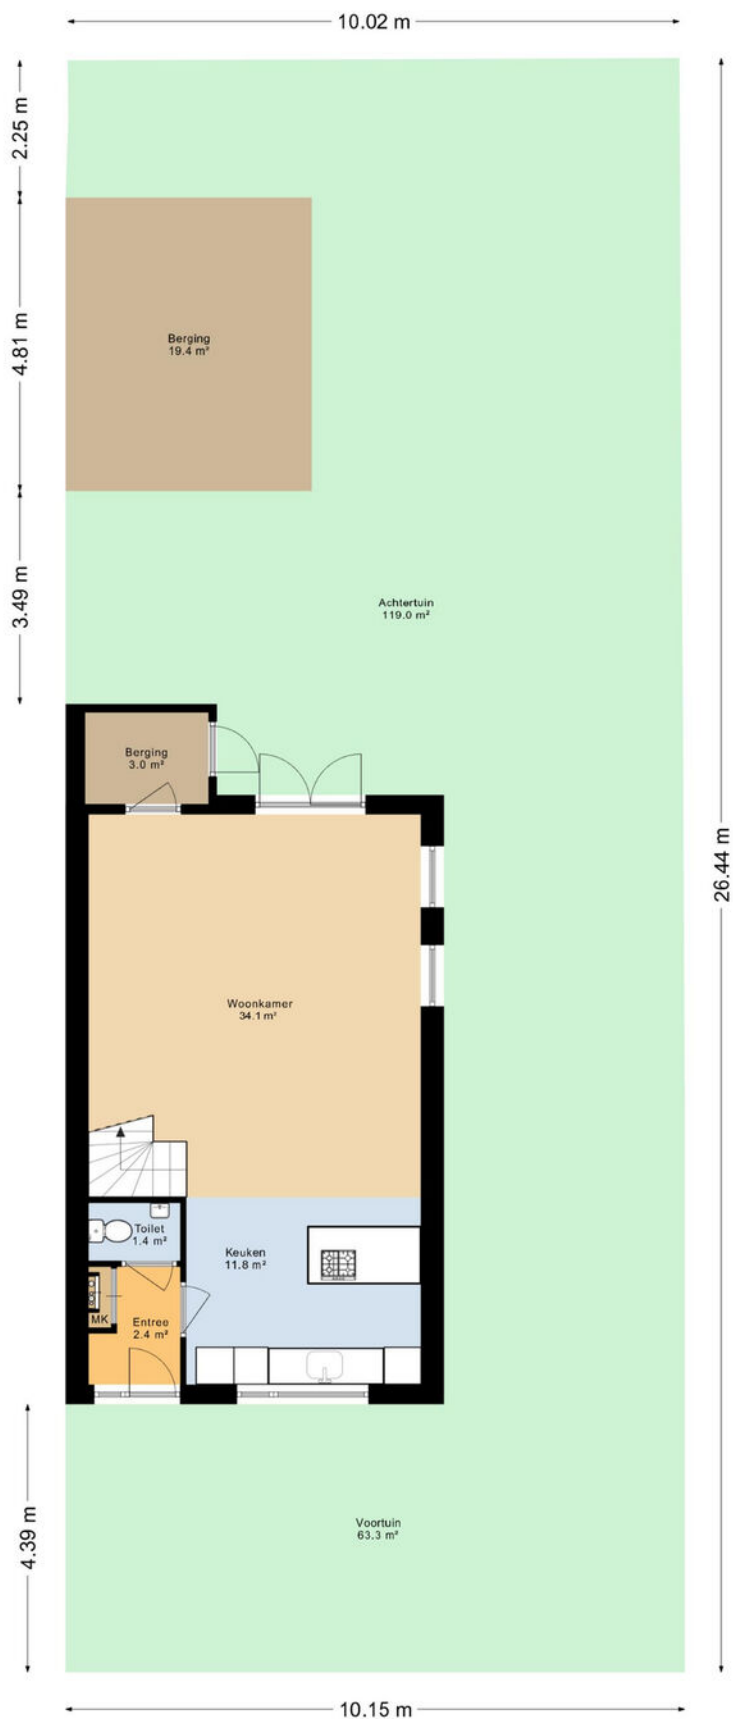 10.02 m
2.25 m
4.81 m
Berging
19.4 m²
3.49 m
Achtertuin
119.0 m²
Berging
3.0 m²
26.44 m
Woonkamer
34.1 m²
Toilet
1.4 m²
Keuken
11.8 m²
MK
Entree
2.4 m²
4.39 m
Voortuin
63.3 m²
10.15 m